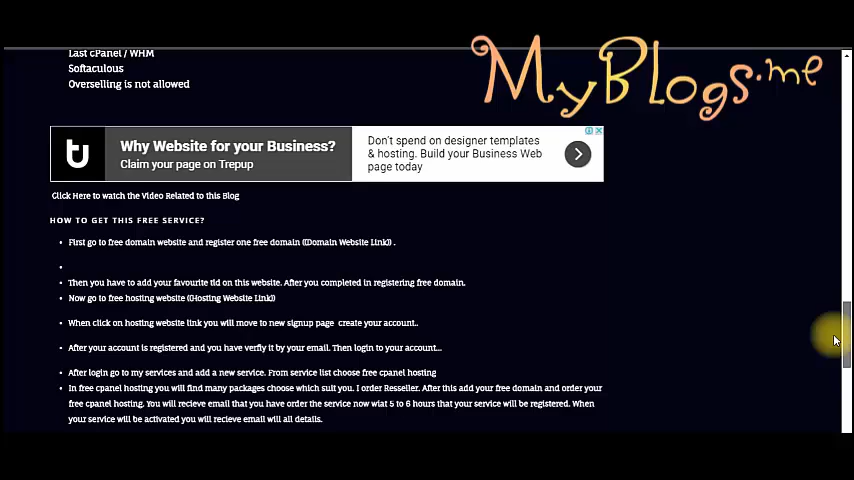 Last cPanel / WHM
Softaculous
Overselling is not allowed
MyBlogs.me
Why Website for your Business?
Claim your page on Trepup
Don't spend on designer templates
& hosting. Build your Business Web
page today
Click Here to watch the Video Related to this Blog
HOW TO GET THIS FREE SERVICE?
First go to free domain website and register one free domain ((Domain Website Link)) .
Then you have to add your favourite tld on this website. After you completed in registering free domain.
Now go to free hosting website ((Hosting Website Link))
When click on hosting website link you will move to new signup page create your account..
After your account is registered and you have verfly it by your email. Then login to your account...
After login go to my services and add a new service. From service list choose free cpanel hosting
In free cpanel hosting you will find many packages choose which suit you. I order Reseller. After this add your free domain and order your
free cpanel hosting. You will recieve email that you have order the service now wiat 5 to 6 hours that your service will be registered. When
your service will be activated you will recieve email will all details.